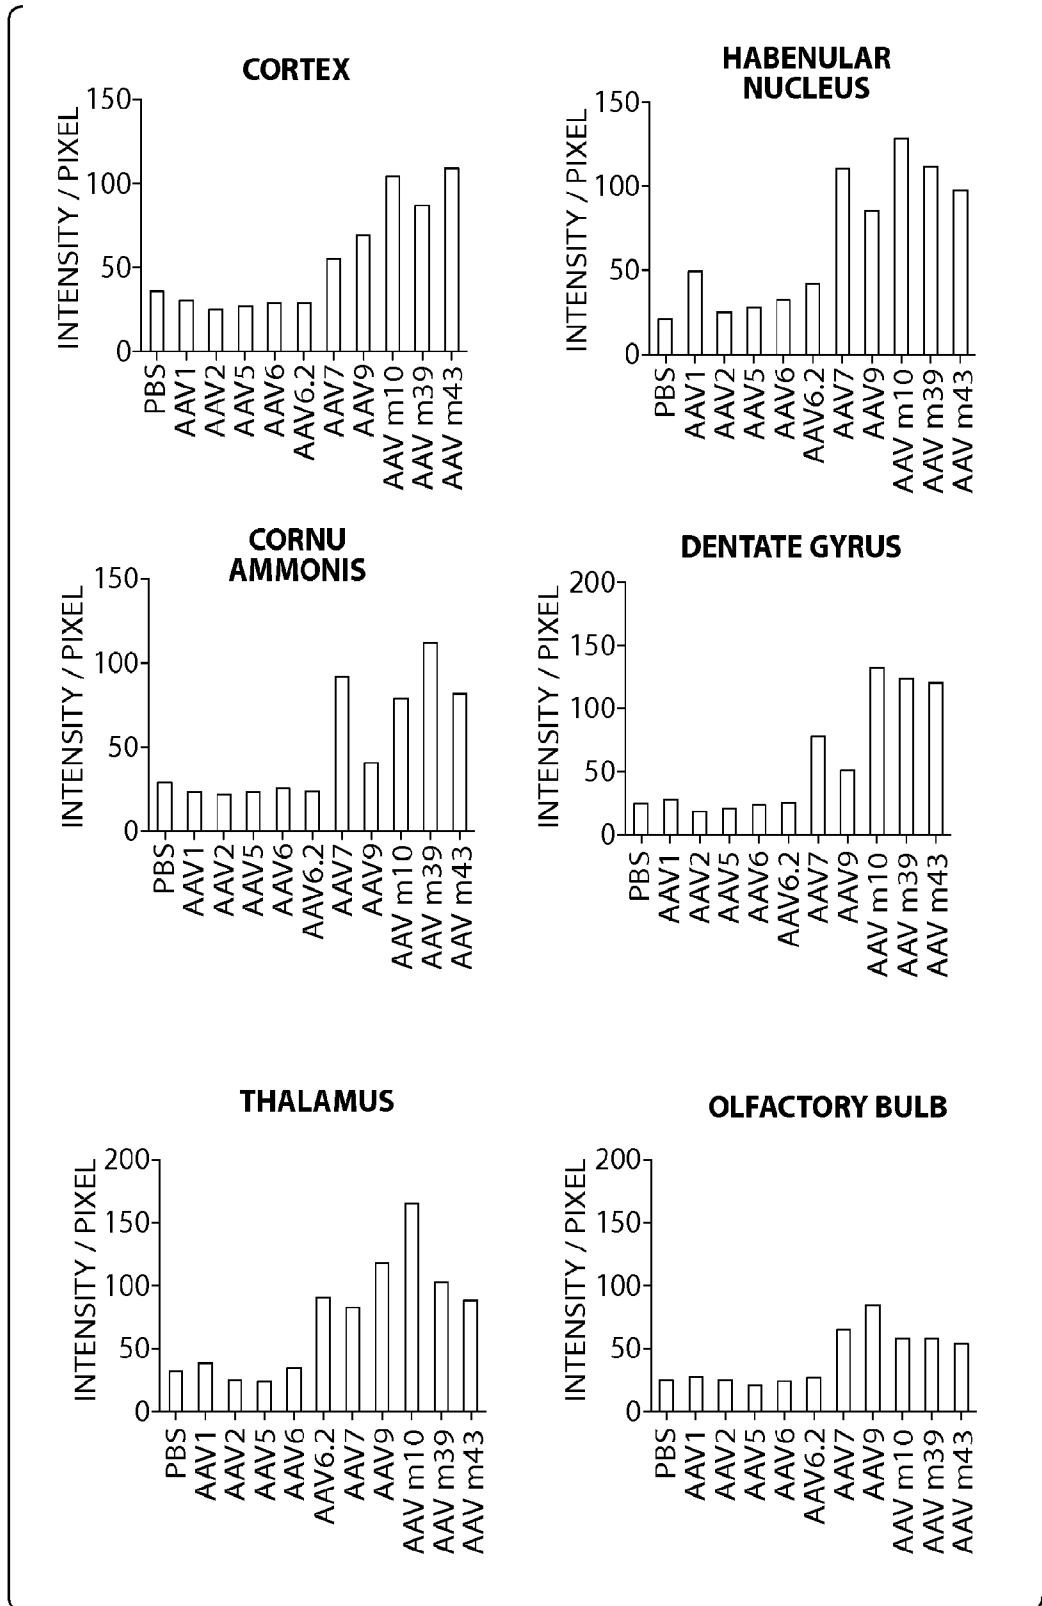 CORTEX
INTENSITY / PIXEL
150
100
50
0
PBS
AAV1
AAV2
AAV5
AAV6
AAV6.2
AAV7
AAV9
AAV m10
AAV m39
AAV m43
HABENULAR
NUCLEUS
INTENSITY / PIXEL
150
100
50
0
PBS
AAV1
AAV2
AAV5
AAV6
AAV6.2
AAV7
AAV9
AAV m10
AAV m39
AAV m43
CORNU
AMMONIS
INTENSITY / PIXEL
150
100
50
0
PBS
AAV1
AAV2
AAV5
AAV6
AAV6.2
AAV7
AAV9
AAV m10
AAV m39
AAV m43
DENTATE GYRUS
INTENSITY / PIXEL
200
150
100
50
0
PBS
AAV1
AAV2
AAV5
AAV6
AAV6.2
AAV7
AAV9
AAV m10
AAV m39
AAV m43
THALAMUS
INTENSITY / PIXEL
200
150
100
50
0
PBS
AAV1
AAV2
AAV5
AAV6
AAV6.2
AAV7
AAV9
AAV m10
AAV m39
AAV m43
OLFACTORY BULB
INTENSITY / PIXEL
200
150
100
50
0
PBS
AAV1
AAV2
AAV5
AAV6
AAV6.2
AAV7
AAV9
AAV m10
AAV m39
AAV m43